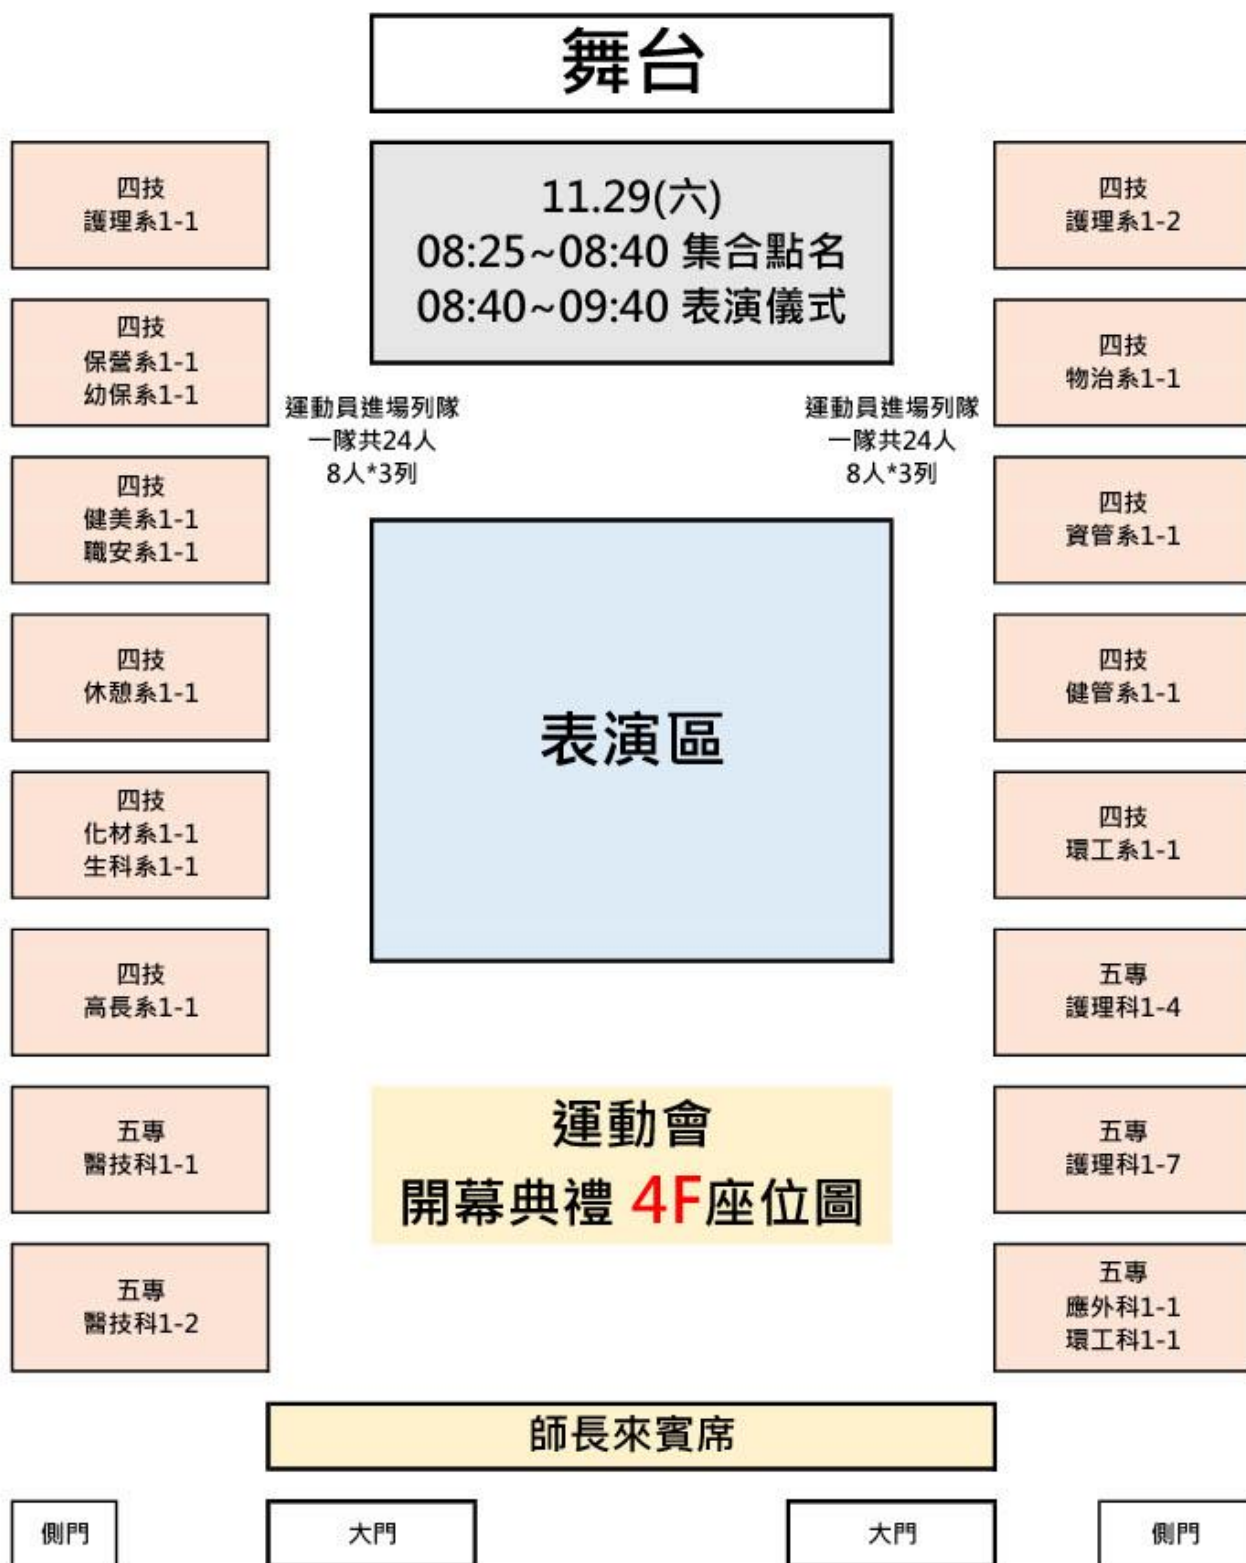 舞台
11.29(六)
08:25~08:40 集合點名
08:40~09:40 表演儀式
四技
護理系1-1
四技
護理系1-2
四技
保營系1-1
幼保系1-1
四技
物治系1-1
運動員進場列隊
一隊共24人
8人*3列
運動員進場列隊
一隊共24人
8人*3列
四技
健美系1-1
職安系1-1
四技
資管系1-1
四技
休憩系1-1
表演區
四技
健管系1-1
四技
化材系1-1
生科系1-1
四技
環工系1-1
四技
高長系1-1
五專
護理科1-4
五專
醫技科1-1
運動會
開幕典禮 4F座位圖
五專
護理科1-7
五專
醫技科1-2
五專
應外科1-1
環工科1-1
師長來賓席
側門
大門
大門
側門